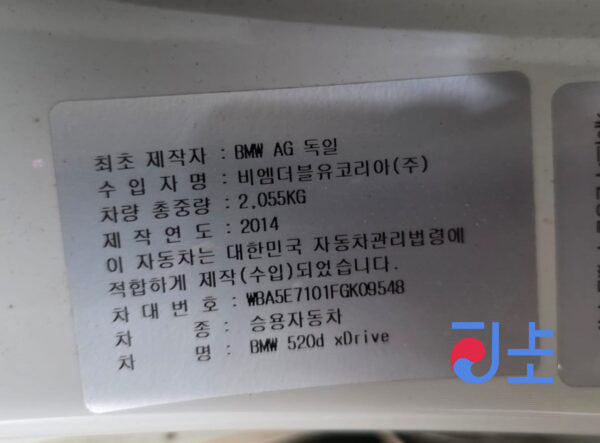 최초 제작자 : BMW AG 독일
수 입 자 명 : 비엠더블유코리아(주)
차량 총중량 : 2,055KG
제 작 연 도 : 2014
이 자동차는 대한민국 자동차관리법령에
적합하게 제작(수입)되었습니다.
차 대 번 호 : WBA5E7101FGK09548
차 종 : 승용자동차
차 명 : BMW 520d xDrive